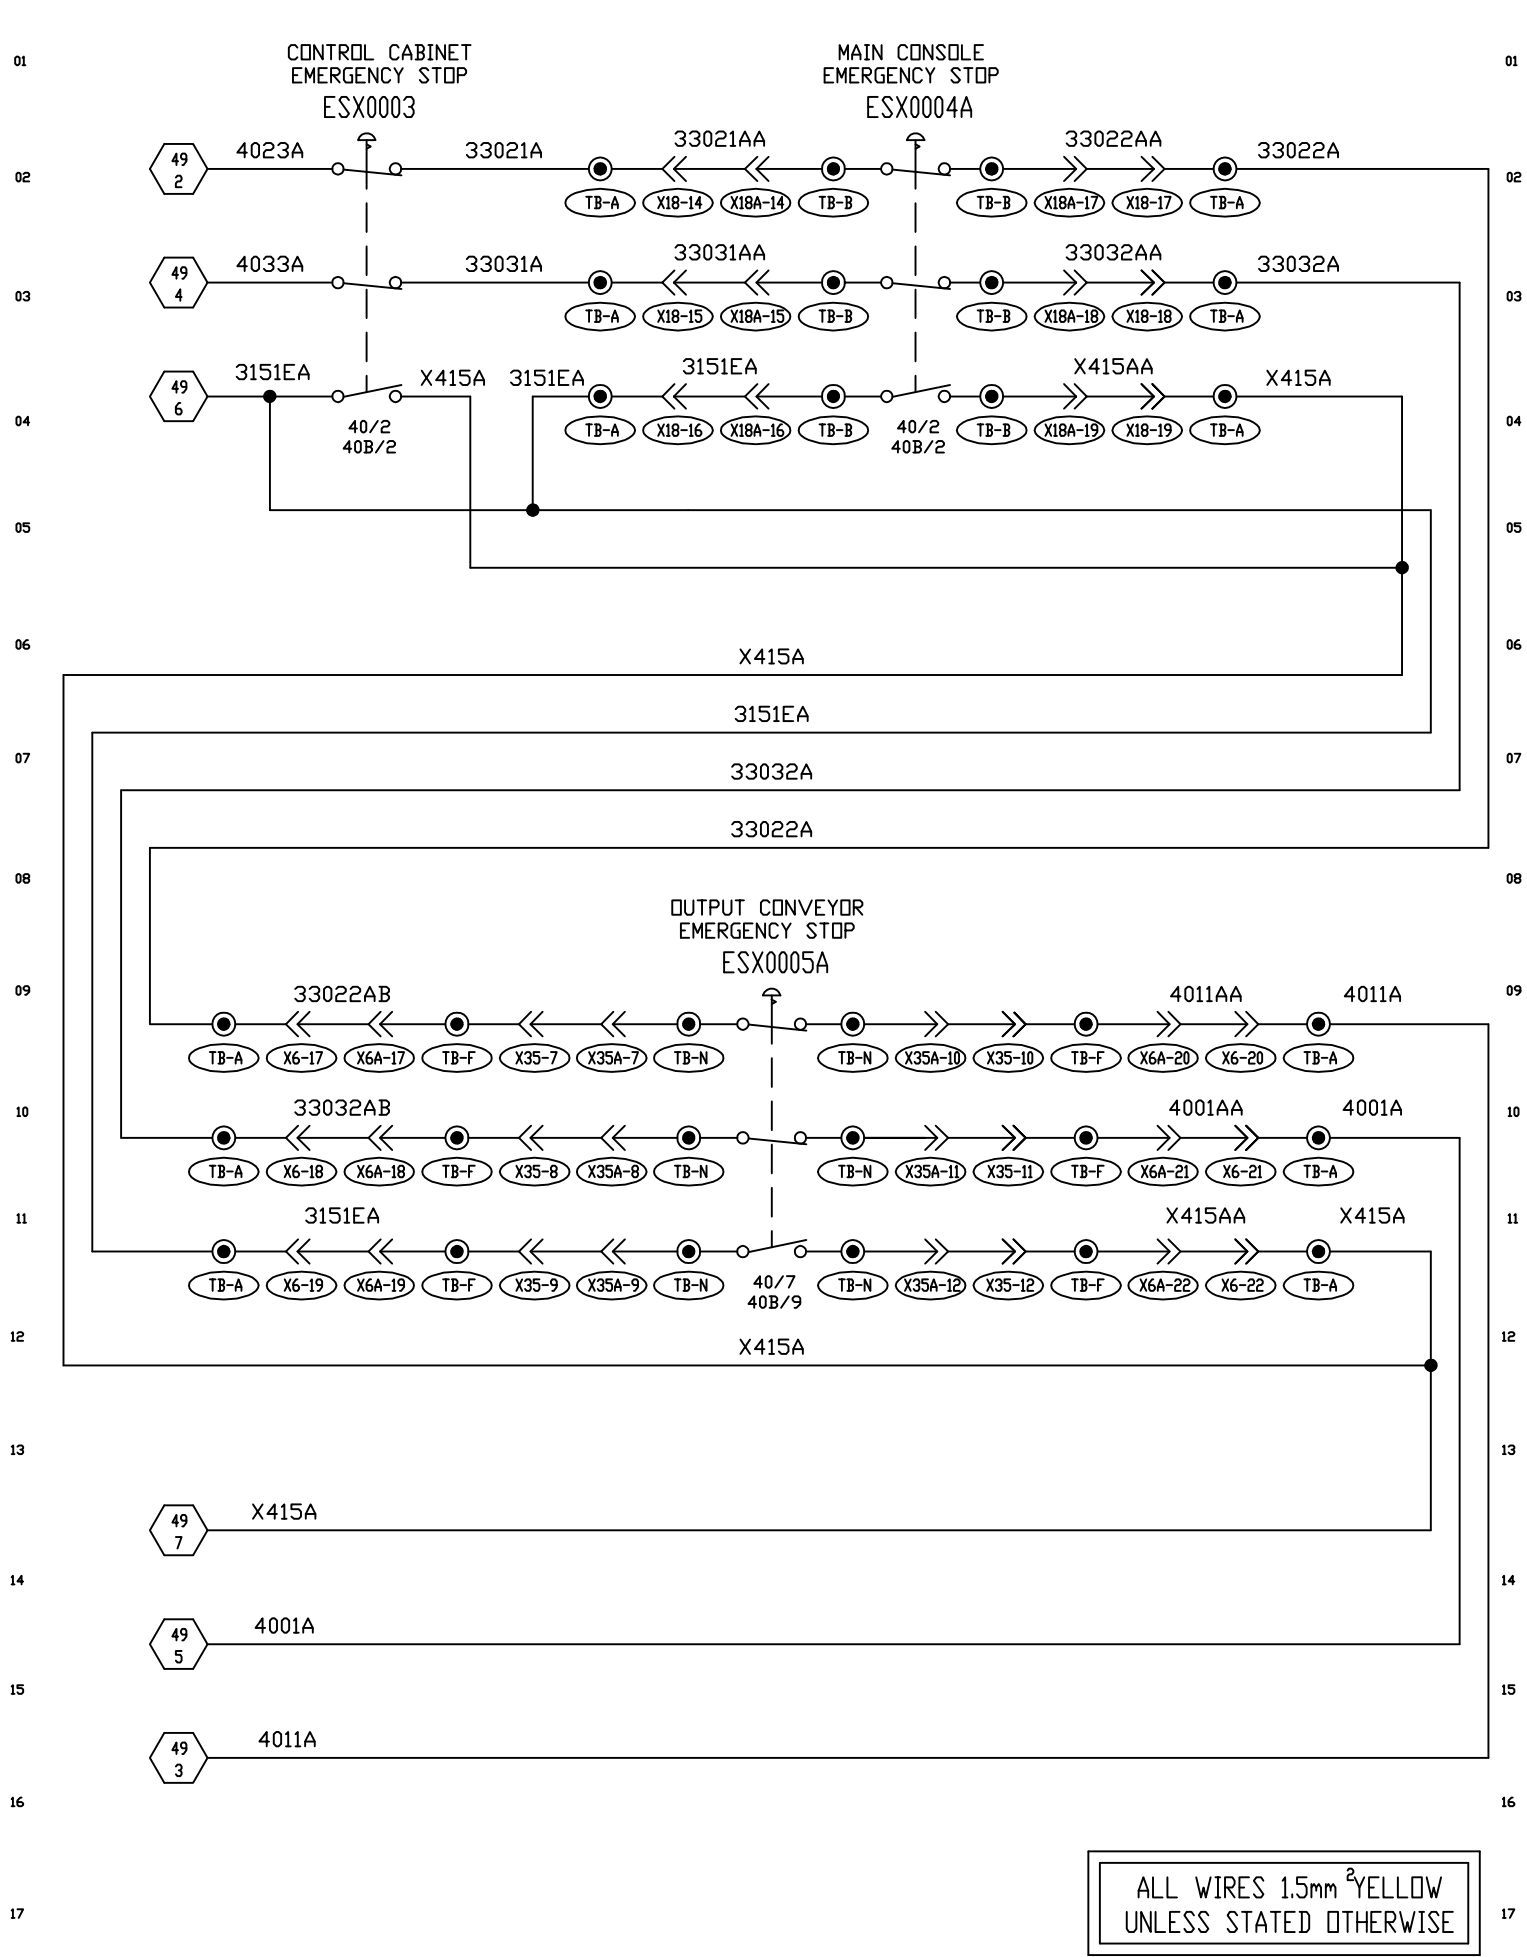 01 CONTROL CABINET MAIN CONSOLE 01
EMERGENCY STOP EMERGENCY STOP
ESX0003 ESX0004A
49 4023A 33021A 33021AA 33022AA 33022A
02 2 02
TB-A X18-14 X18A-14 TB-B TB-B X18A-17 X18-17 TB-A
49 4033A 33031A 33031AA 33032AA 33032A
03 4 03
TB-A X18-15 X18A-15 TB-B TB-B X18A-18 X18-18 TB-A
49 3151EA X415A 3151EA 3151EA X415AA X415A
6
04 40/2 TB-A X18-16 X18A-16 TB-B 40/2 TB-B X18A-19 X18-19 TB-A 04
40B/2 40B/2
05 05
06 X415A 06
3151EA
07 07
33032A
33022A
08 08
OUTPUT CONVEYOR
EMERGENCY STOP
ESX0005A
09 33022AB 4011AA 4011A 09
TB-A X6-17 X6A-17 TB-F X35-7 X35A-7 TB-N TB-N X35A-10 X35-10 TB-F X6A-20 X6-20 TB-A
10 33032AB 4001AA 4001A 10
TB-A X6-18 X6A-18 TB-F X35-8 X35A-8 TB-N TB-N X35A-11 X35-11 TB-F X6A-21 X6-21 TB-A
11 3151EA X415AA X415A 11
TB-A X6-19 X6A-19 TB-F X35-9 X35A-9 TB-N 40/7 TB-N X35A-12 X35-12 TB-F X6A-22 X6-22 TB-A
40B/9
12 X415A 12
13 13
49 X415A
7
14 14
49 4001A
5
15 15
49 4011A
3
16 16
ALL WIRES 1.5mm 2 YELLOW
17 UNLESS STATED OTHERWISE 17